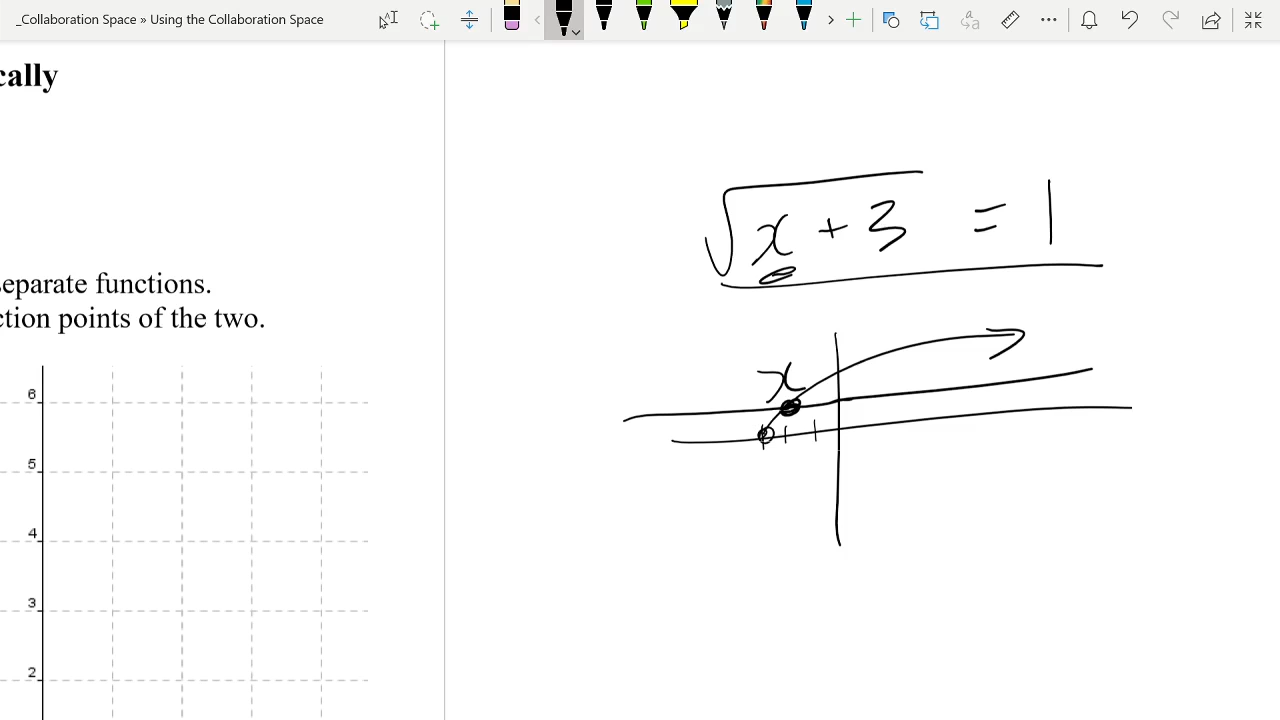 _Collaboration Space » Using the Collaboration Space
cally
separate functions.
ction points of the two.
6
5
4
3
2
√x + 3 = 1
x